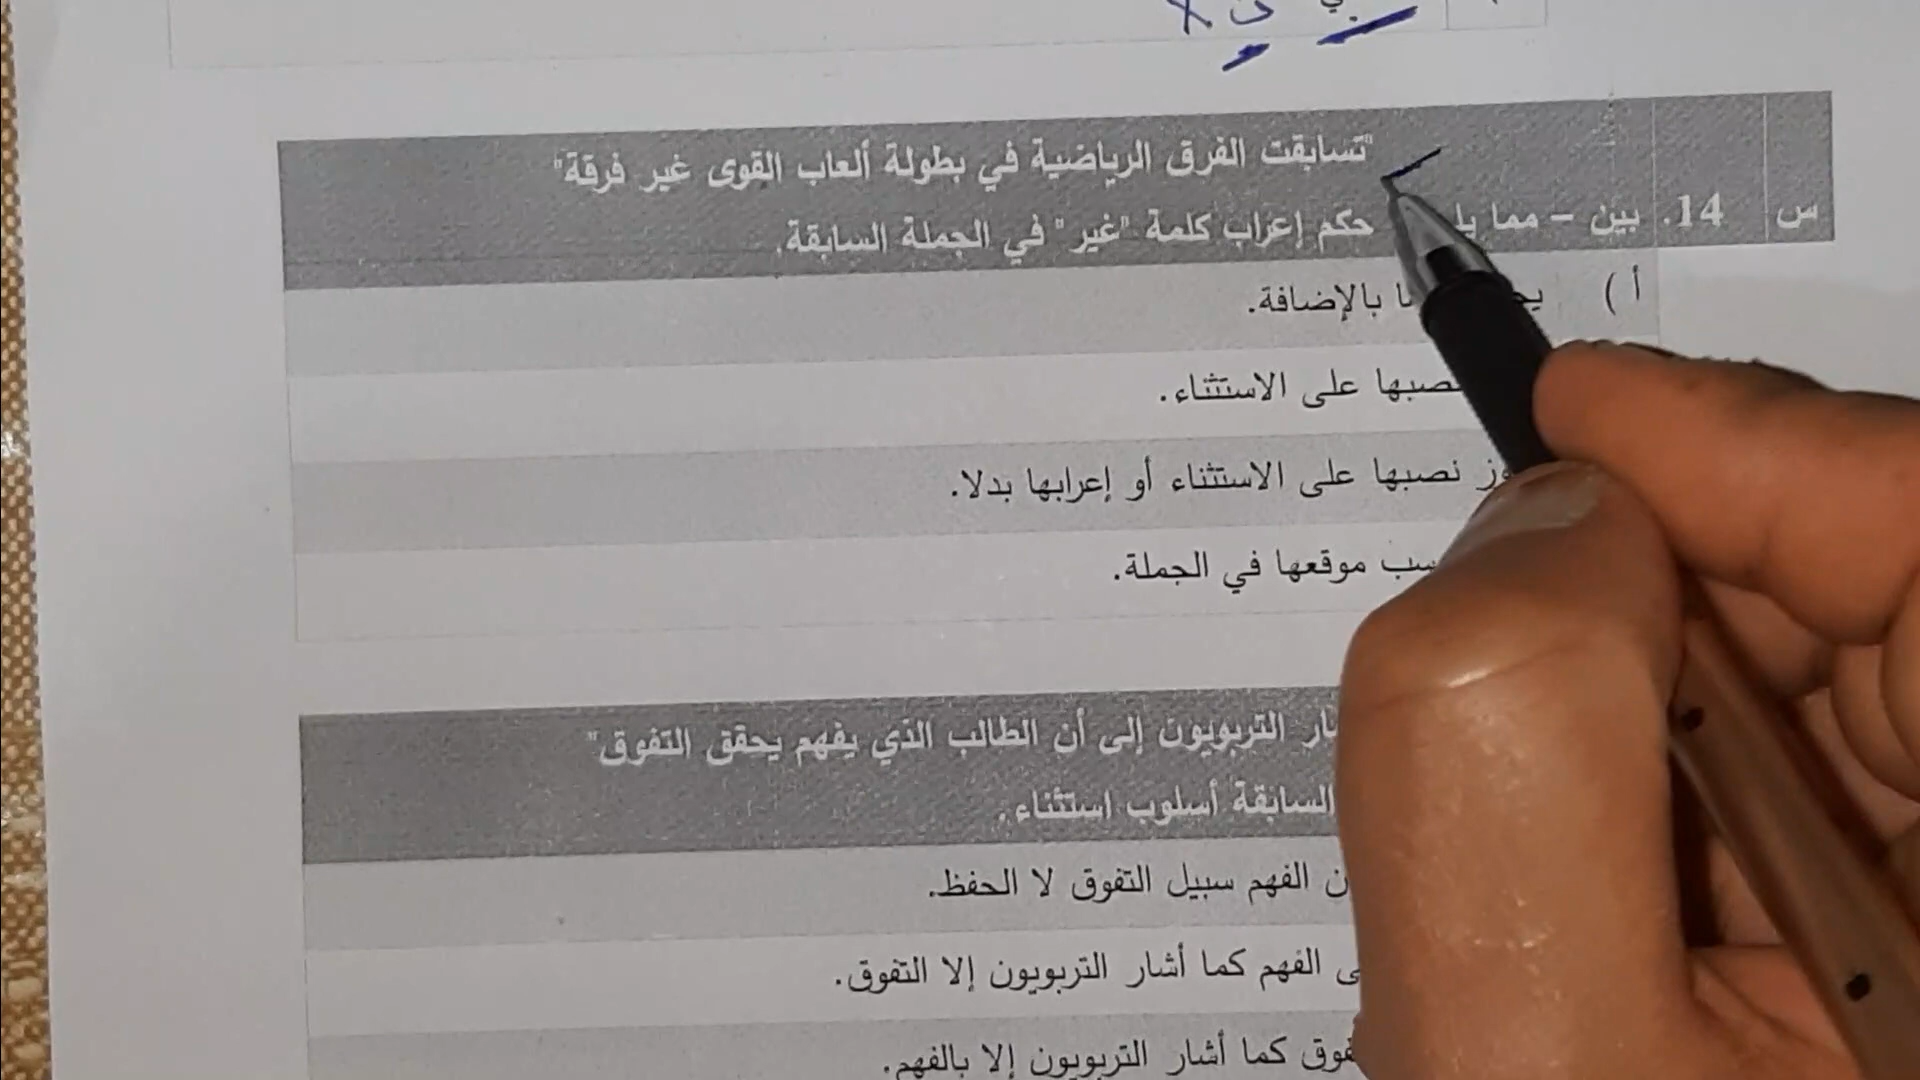 "تسابقت الفرق الرياضية في بطولة ألعاب القوى غير فرقة"
س 14. بين – مما حكم إعراب كلمة "غير" في الجملة السابقة.
أ ) بالإضافة.
نصبها على الاستثناء.
نصبها على الاستثناء أو إعرابها بدلا.
موقعها في الجملة.
التربويون إلى أن الطالب الذي يفهم يحقق التفوق"
السابقة أسلوب استثناء.
الفهم سبيل التفوق لا الحفظ.
الفهم كما أشار التربويون إلا التفوق.
كما أشار التربويون إلا بالفهم.